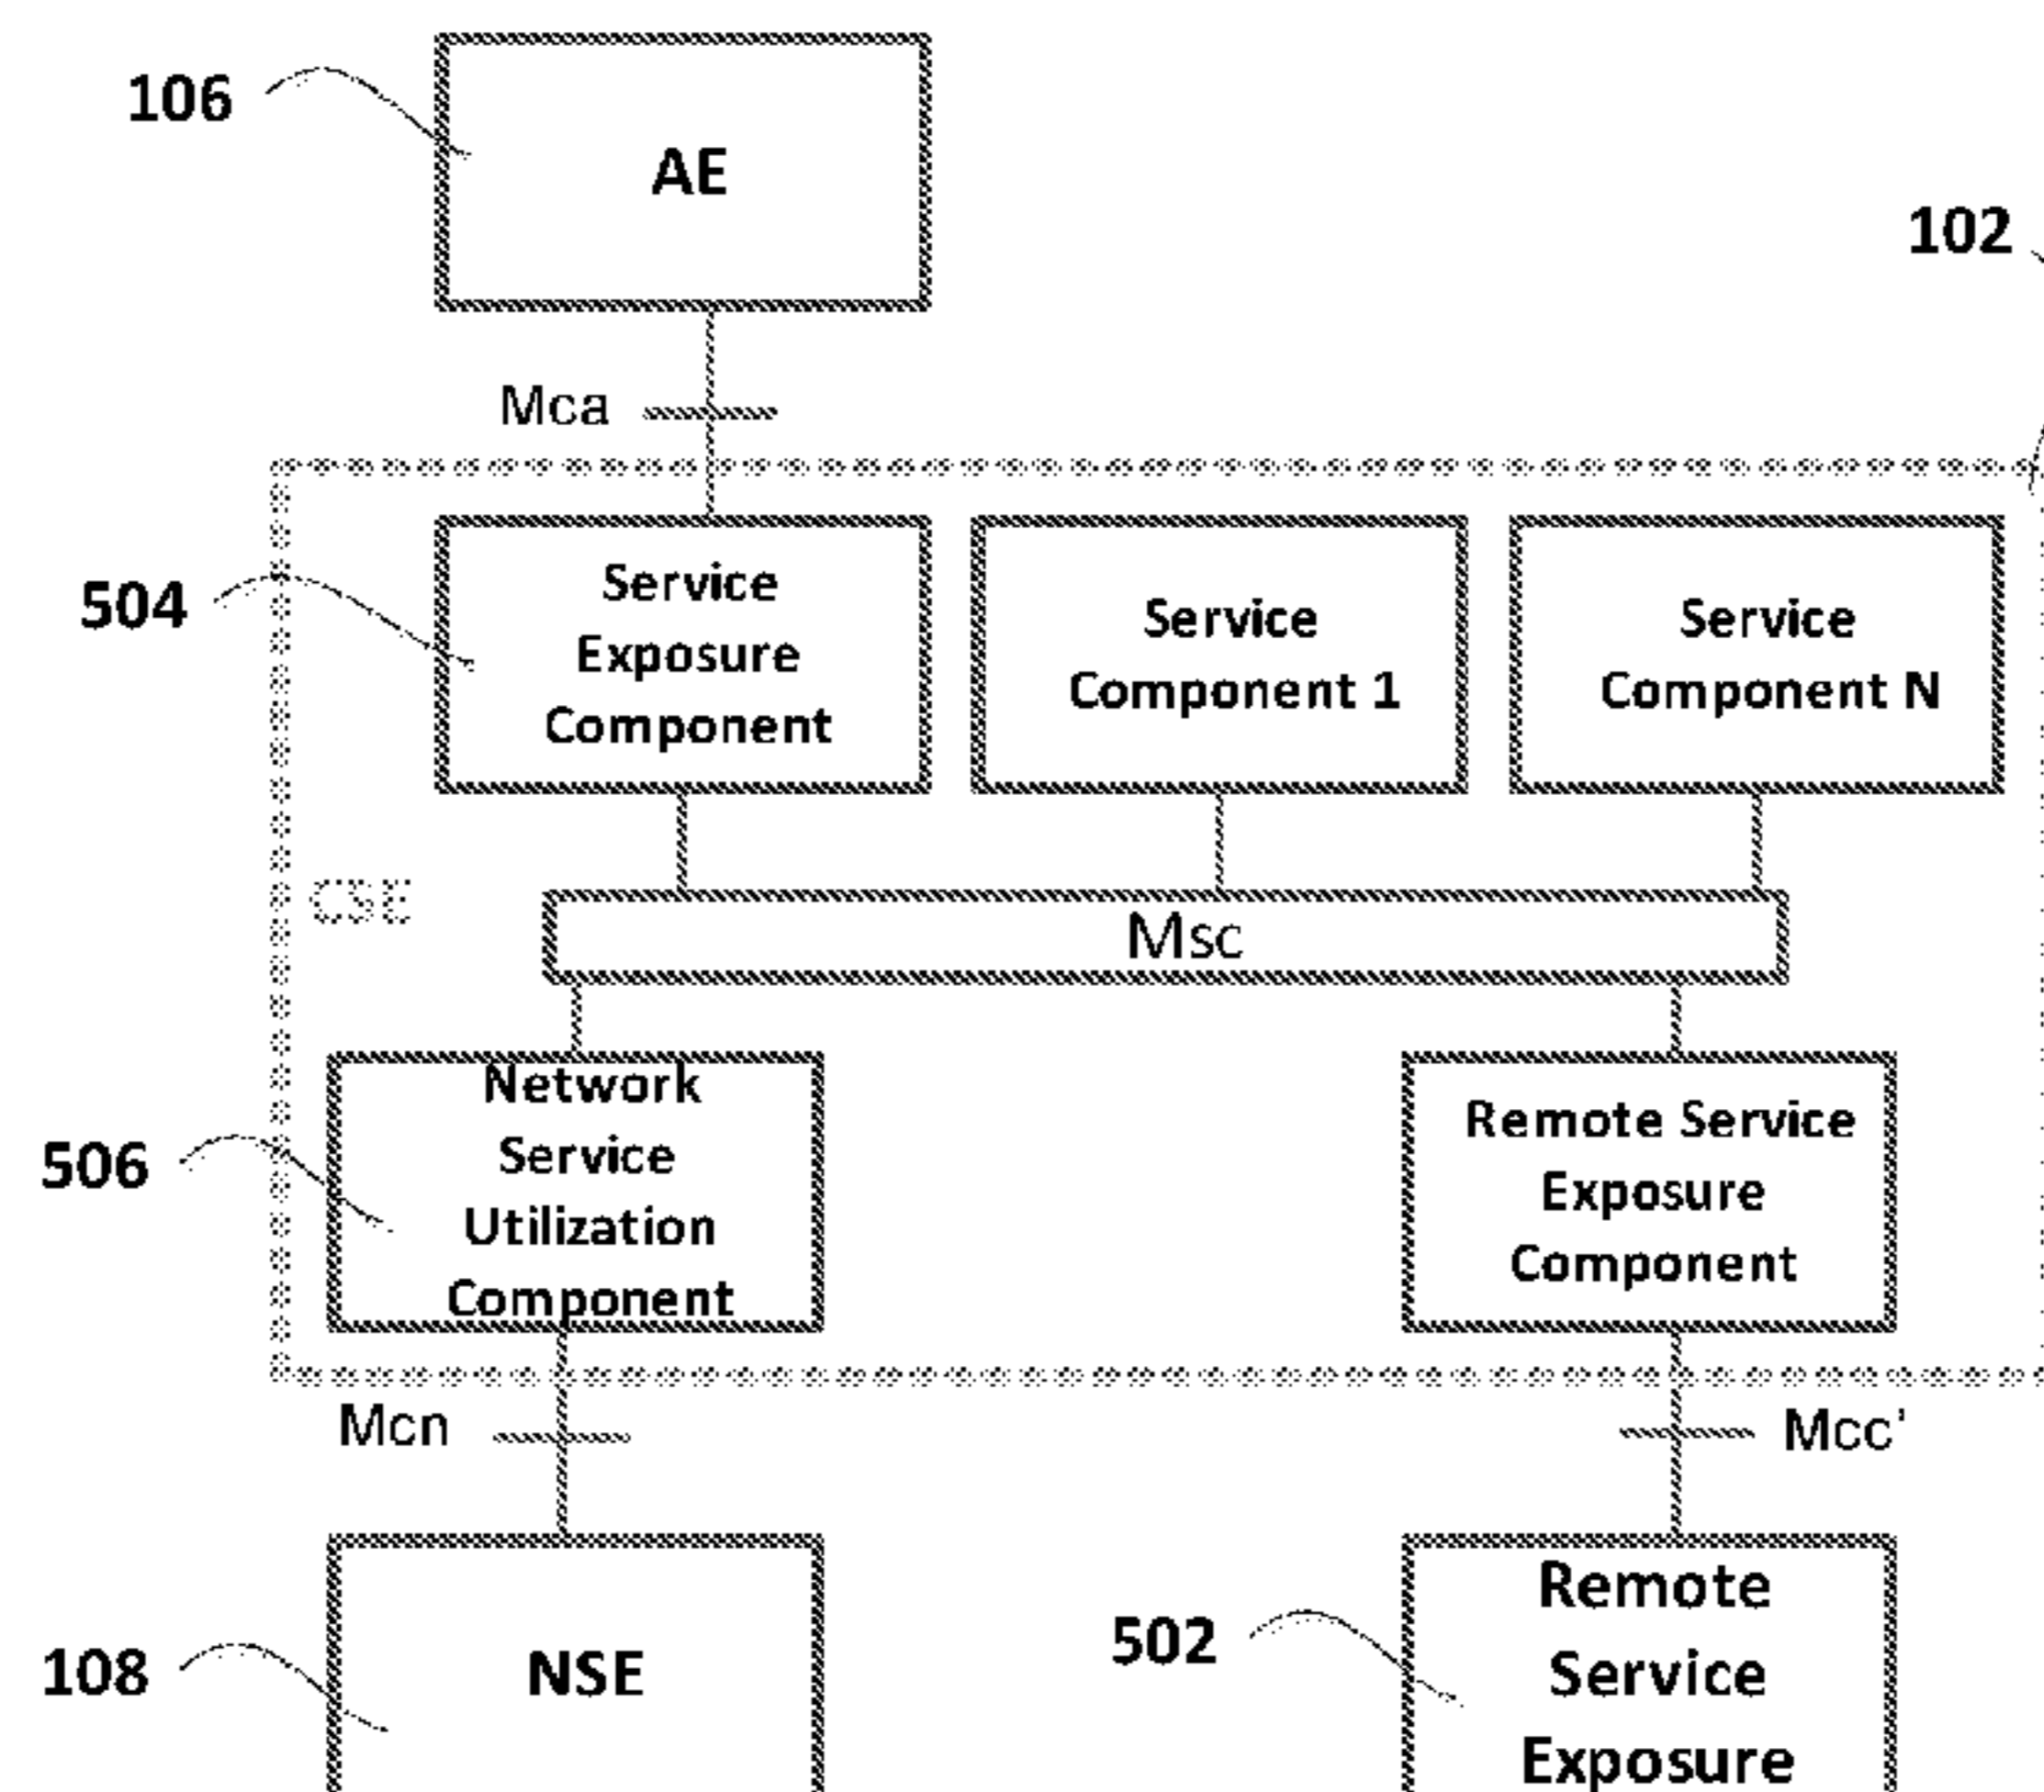 106
AE
102
Mca
504
Service
Exposure
Component
Service
Component 1
Service
Component N
CSE
Msc
506
Network
Service
Utilization
Component
Remote Service
Exposure
Component
Mcn
Mcc'
108
NSE
502
Remote
Service
Exposure